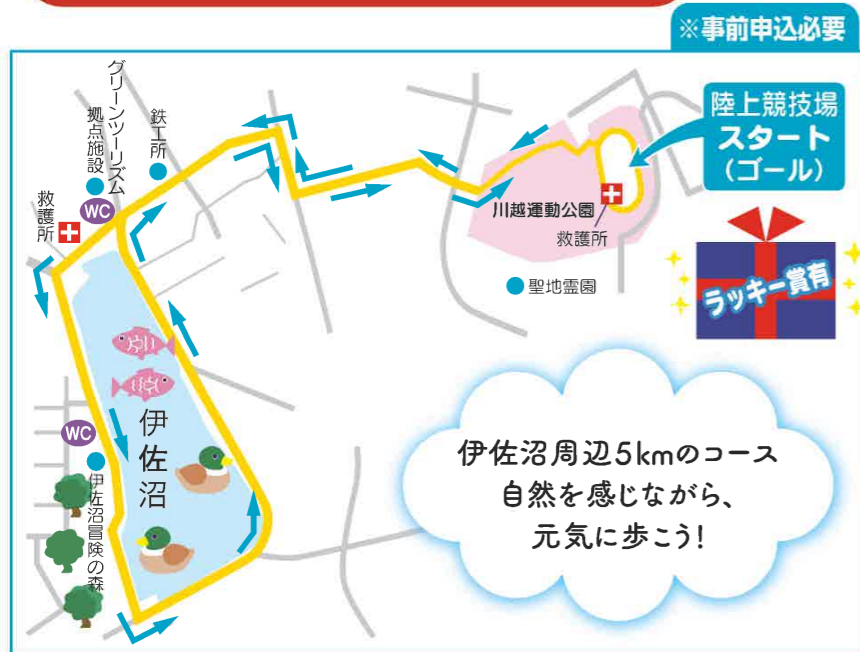 ※事前申込必要
陸上競技場
スタート
(ゴール)
グリーンツーリズム
拠点施設
鉄工所
救護所
WC
川越運動公園
救護所
聖地霊園
ラッキー賞有
WC
伊佐沼
伊佐沼冒険の森
伊佐沼周辺5kmのコース
自然を感じながら、
元気に歩こう!